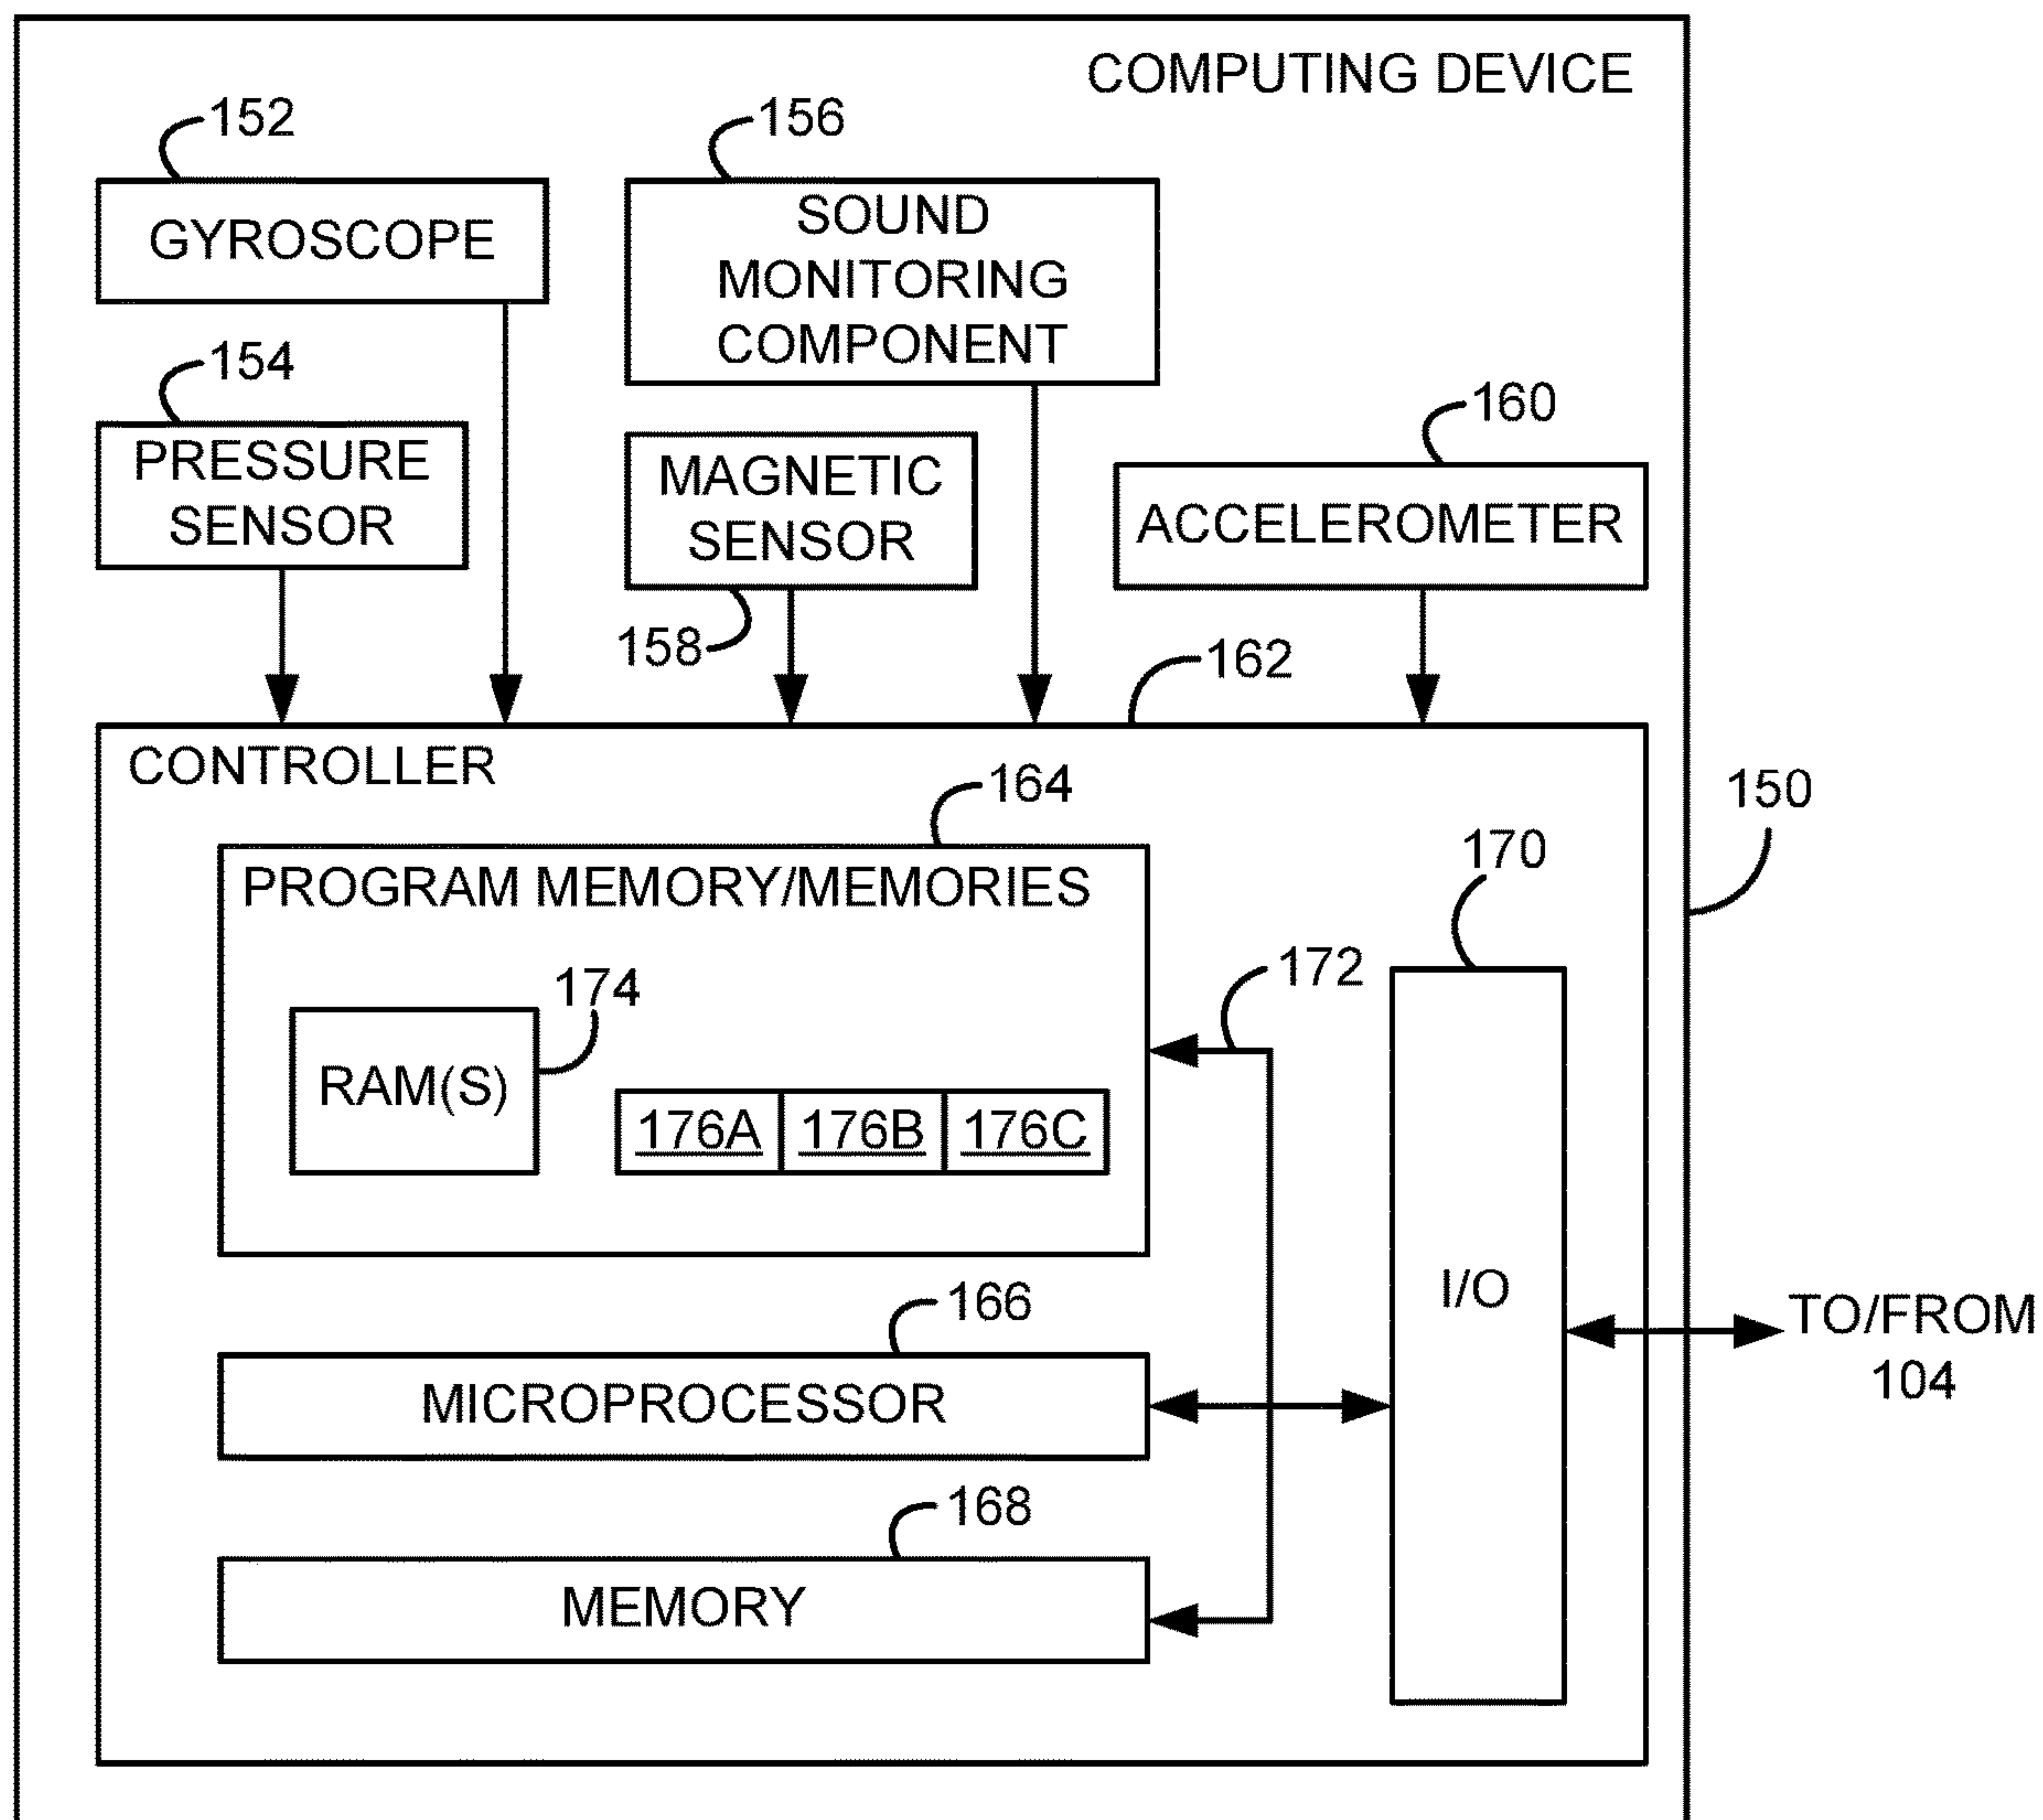 COMPUTING DEVICE
152
156
GYROSCOPE
SOUND
MONITORING
COMPONENT
154
160
PRESSURE
SENSOR
MAGNETIC
SENSOR
ACCELEROMETER
158
162
CONTROLLER
164
150
170
PROGRAM MEMORY/MEMORIES
172
174
RAM(S)
176A
176B
176C
I/O
166
TO/FROM
104
MICROPROCESSOR
168
MEMORY